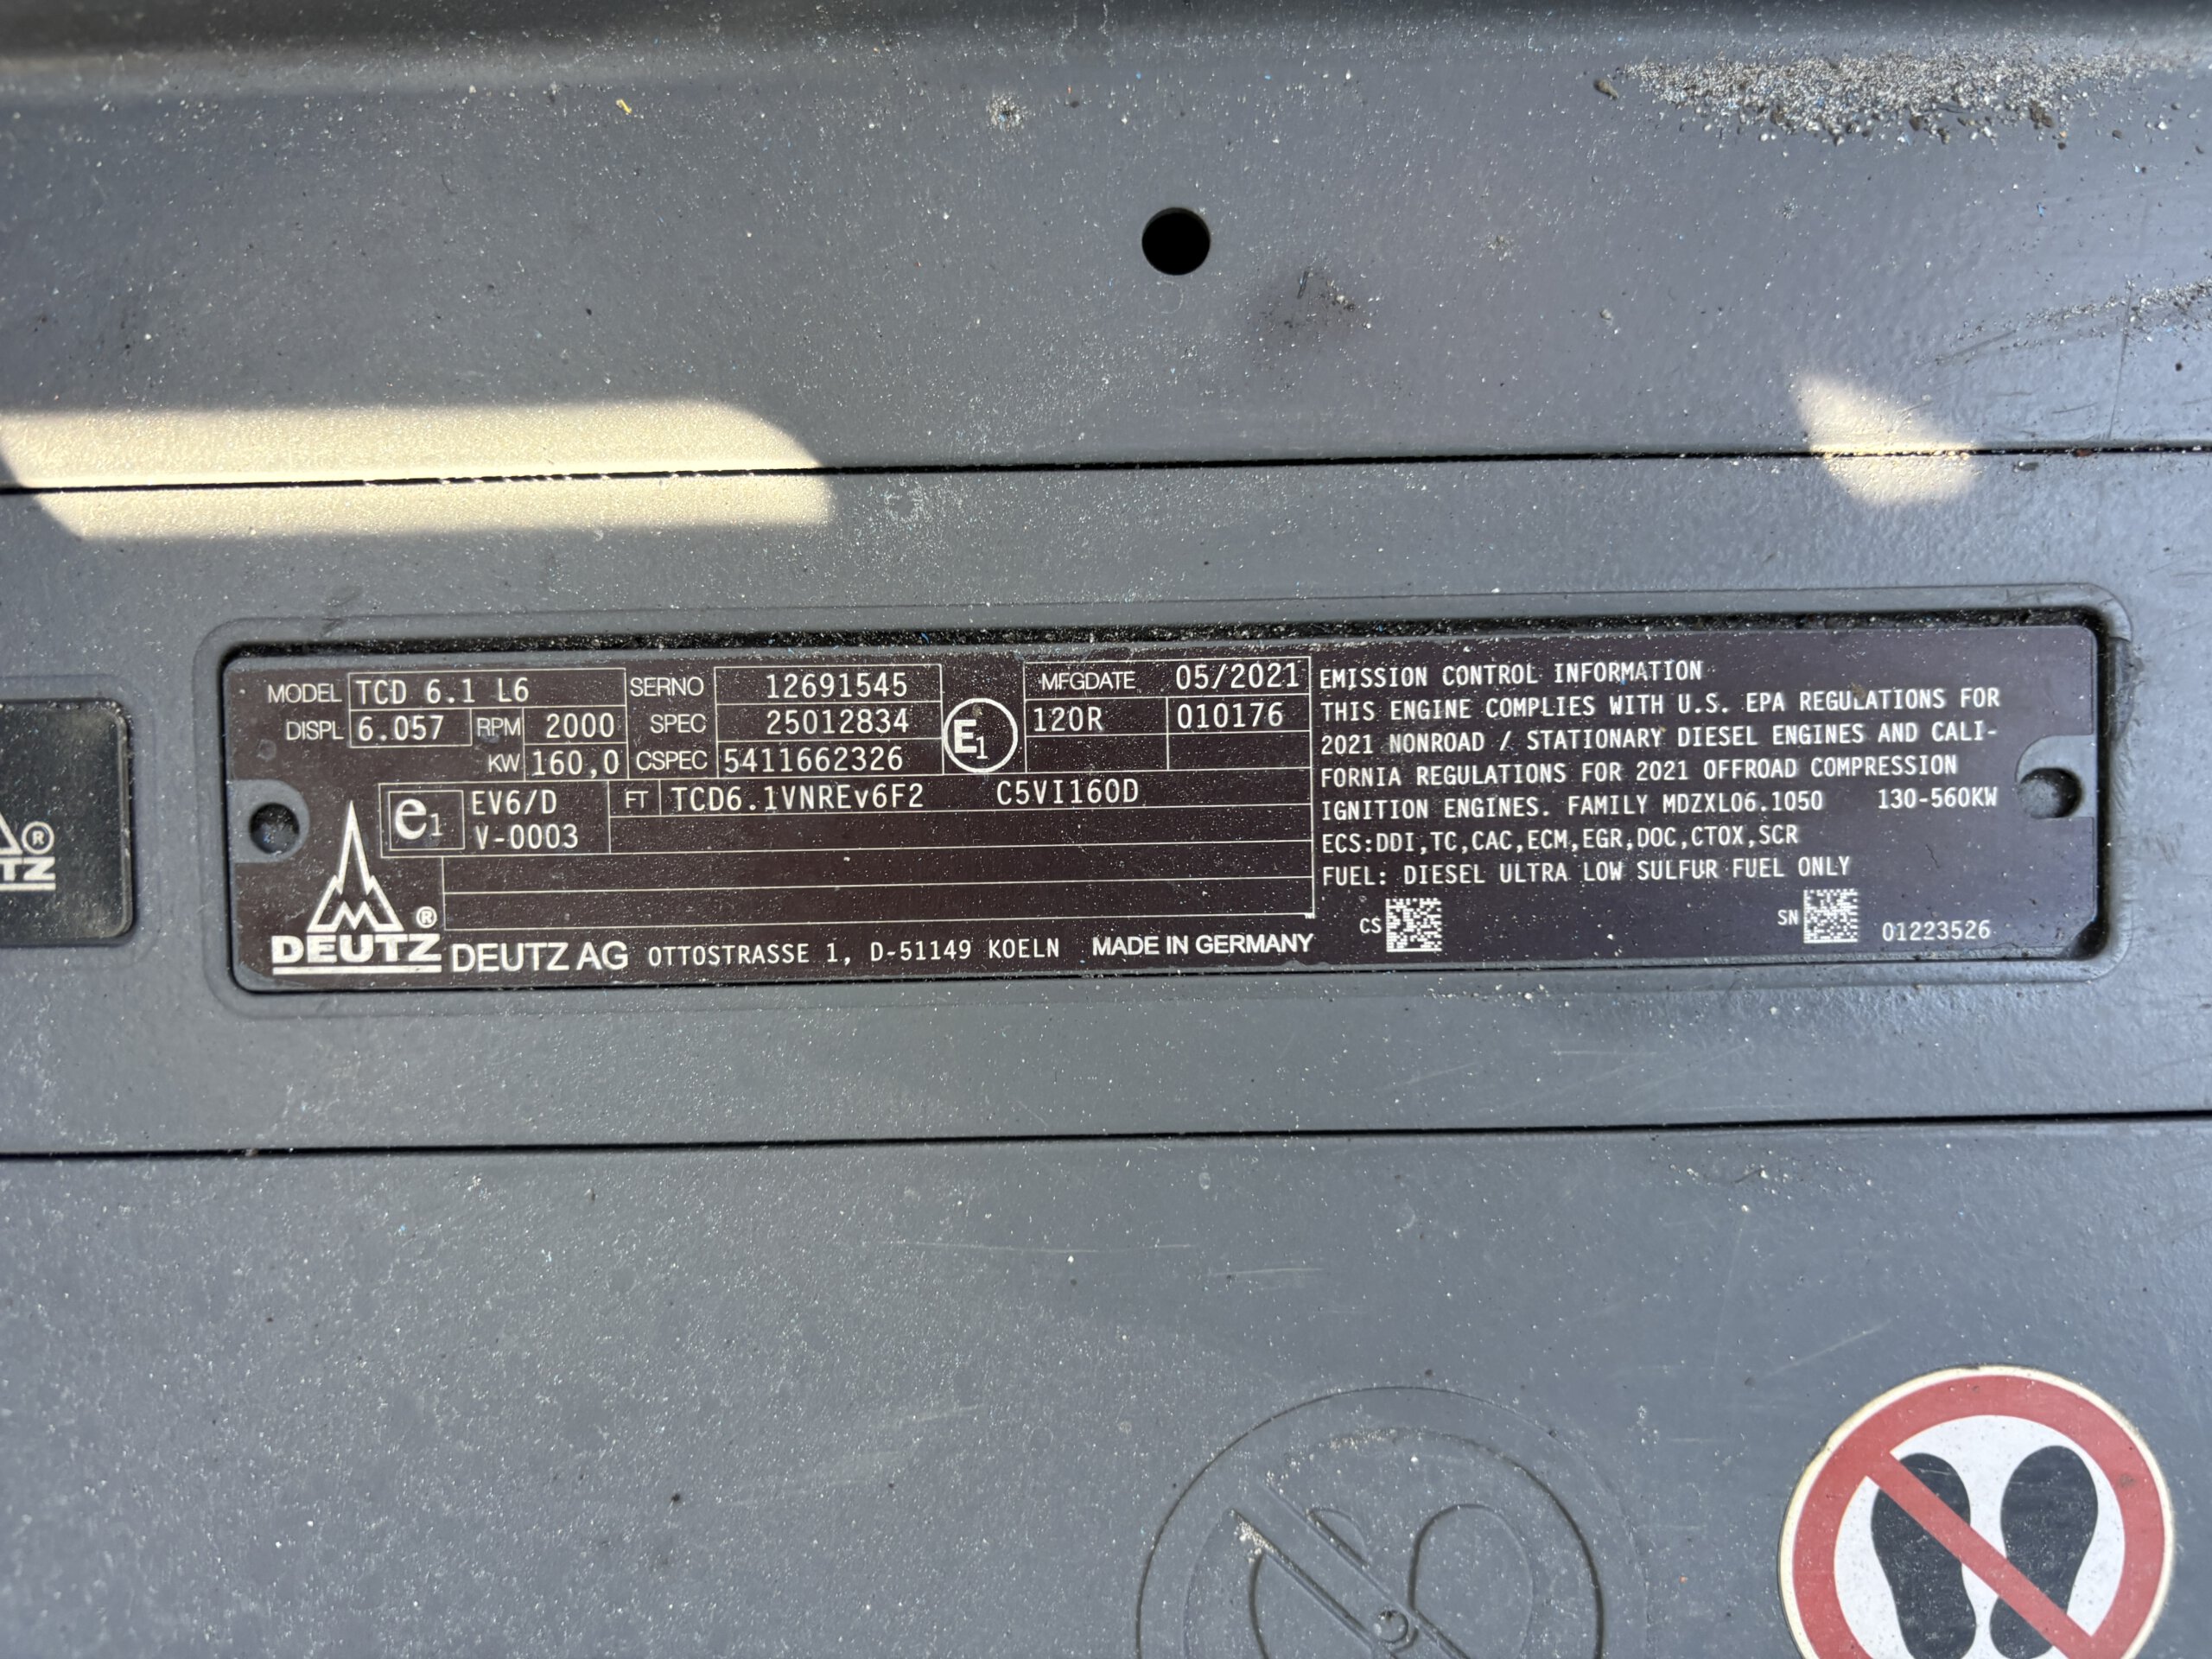 MODEL TCD 6.1 L6 SERNO 12691545 MFGDATE 05/2021
DISPL 6.057 RPM 2000 SPEC 25012834 E1 120R 010176
KW 160,0 CSPEC 5411662326
e1 EV6/D FT TCD6.1VNREv6F2 C5VI160D
V-0003
DEUTZ ®
DEUTZ AG OTTOSTRASSE 1, D-51149 KOELN MADE IN GERMANY
EMISSION CONTROL INFORMATION
THIS ENGINE COMPLIES WITH U.S. EPA REGULATIONS FOR
2021 NONROAD / STATIONARY DIESEL ENGINES AND CALI-
FORNIA REGULATIONS FOR 2021 OFFROAD COMPRESSION
IGNITION ENGINES. FAMILY MDZXL06.1050 130-560KW
ECS:DDI,TC,CAC,ECM,EGR,DOC,CTOX,SCR
FUEL: DIESEL ULTRA LOW SULFUR FUEL ONLY
CS SN 01223526
®
TZ